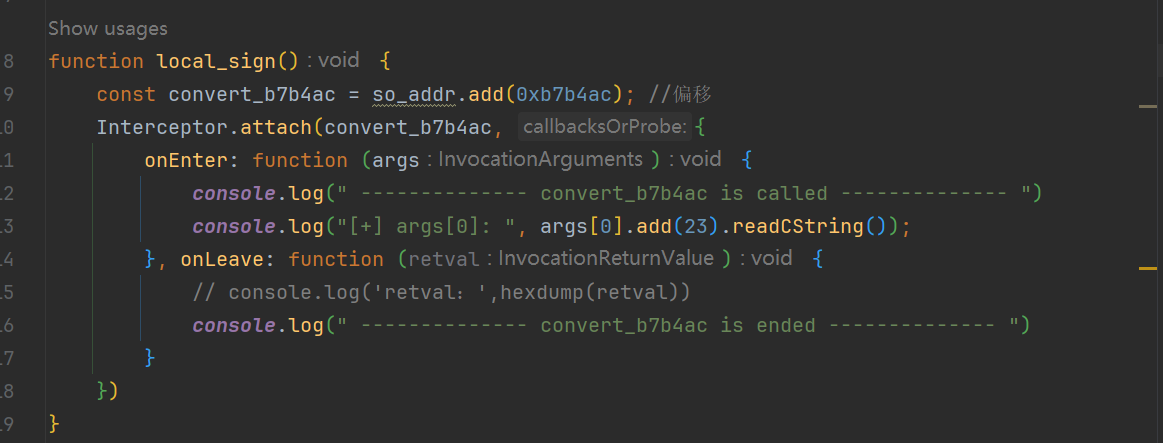 Show usages
8 function local_sign() : void {
9 const convert_b7b4ac = so_addr.add(0xb7b4ac); //偏移
10 Interceptor.attach(convert_b7b4ac, callbacksOrProbe: {
11 onEnter: function (args : InvocationArguments ) : void {
12 console.log(" -------------- convert_b7b4ac is called -------------- ")
13 console.log("[+] args[0]: ", args[0].add(23).readCString());
14 }, onLeave: function (retval : InvocationReturnValue ) : void {
15 // console.log('retval：',hexdump(retval))
16 console.log(" -------------- convert_b7b4ac is ended -------------- ")
17 }
18 })
19 }